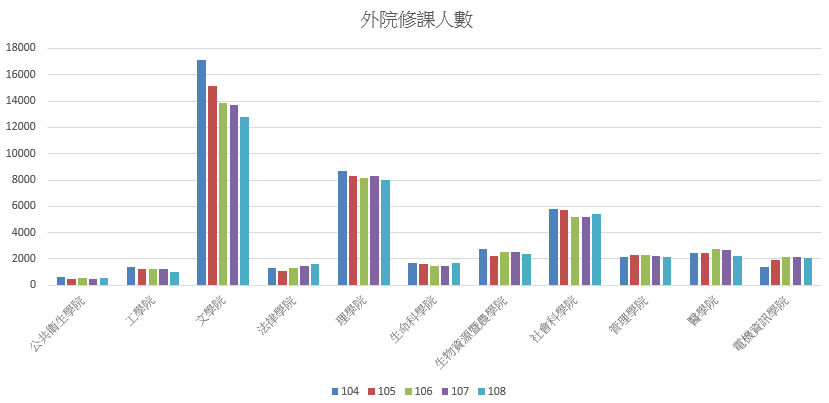 外院修課人數
18000
16000
14000
12000
10000
8000
6000
4000
2000
0
公共衛生學院
工學院
文學院
法律學院
理學院
生命科學院
生物資源暨農學院
社會科學院
管理學院
醫學院
電機資訊學院
104 105 106 107 108